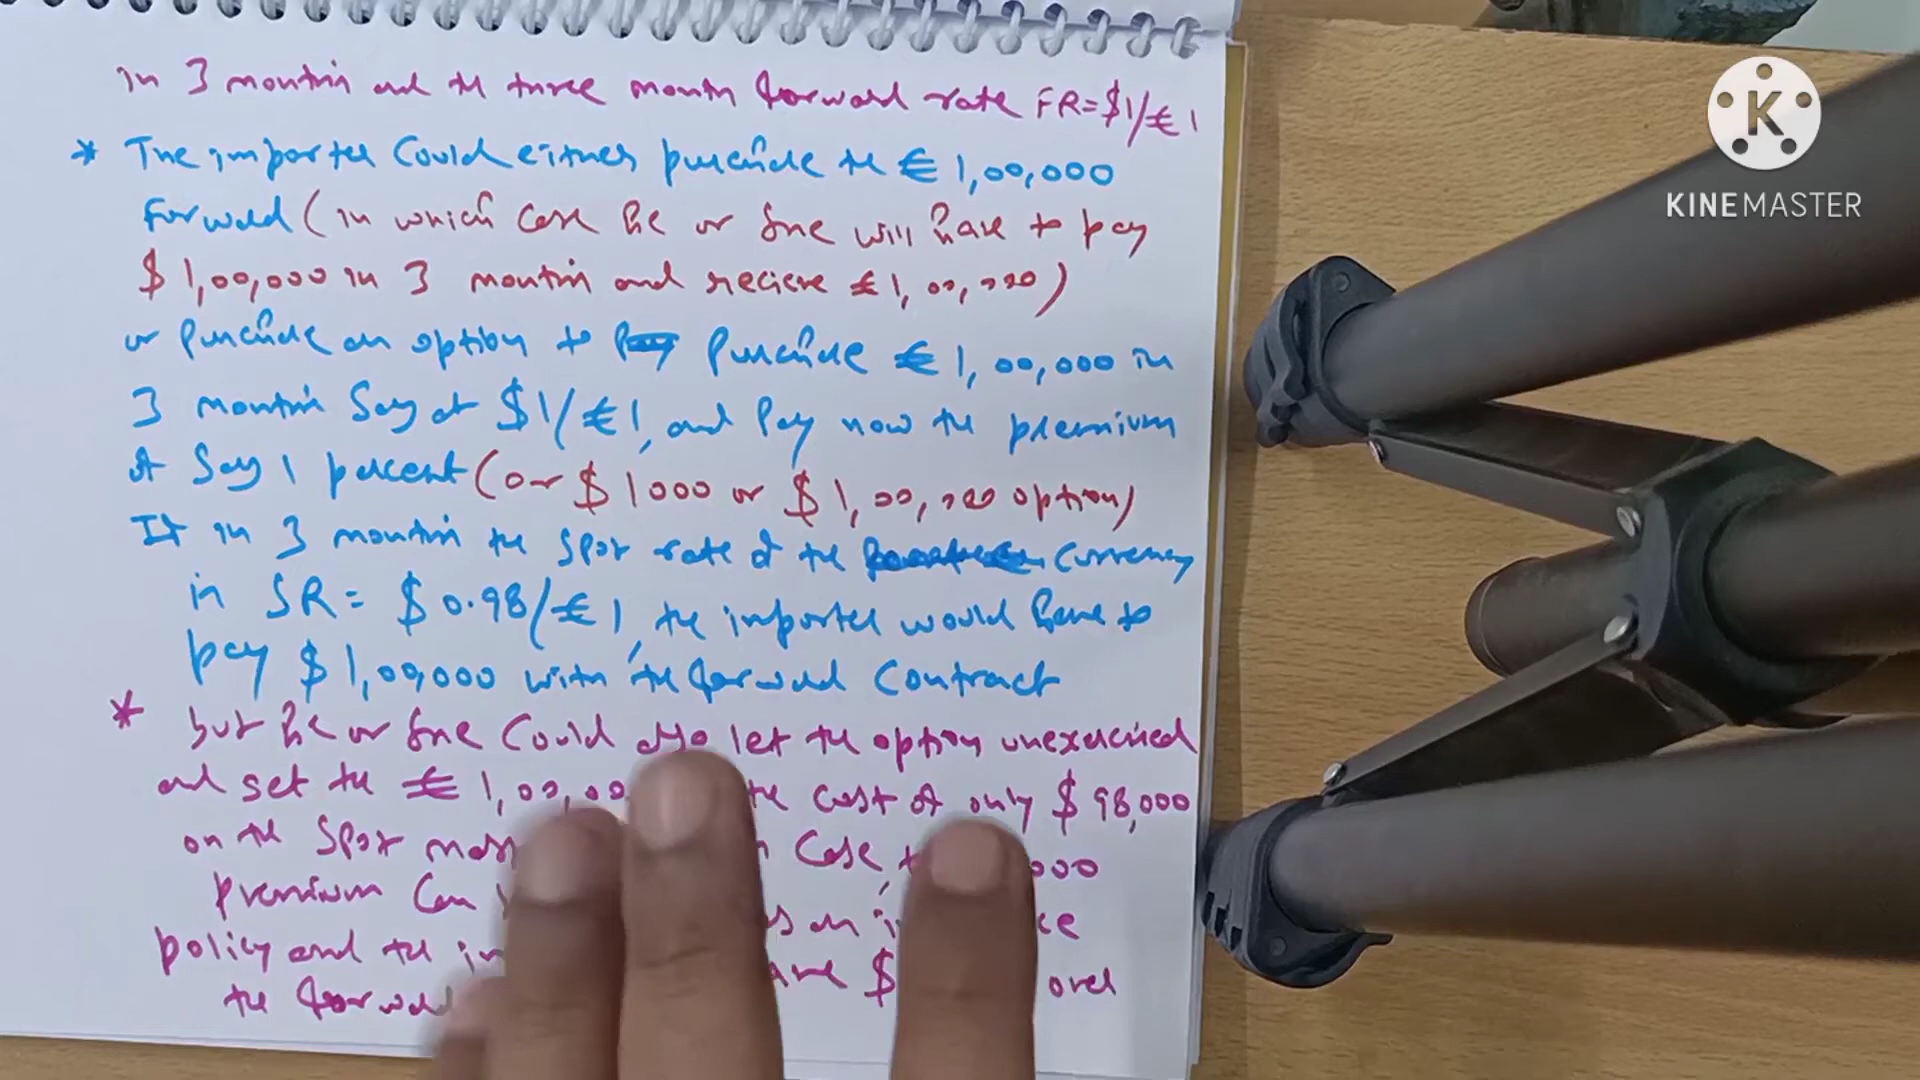 in 3 months and the three month forward rate FR=$1/€1
* The importer could either purchase the € 1,00,000
forward (in which case he or she will have to pay
$1,00,000 in 3 months and recieve €1,00,000)
or purchase an option to purchase € 1,00,000 in
3 months say at $1/€1, and pay now the premium
of say 1 percent (or $1000 or $1,00,000 option)
If in 3 months the spot rate of the currency
is SR= $0.98/€1, the importer would have to
pay $1,00,000 with the forward contract
* but he or she could also let the option unexercised
and get the € 1,00,00 the cost of only $98,000
on the spot case 000
premium can an
policy and the $ over
the forward
K
KINEMASTER